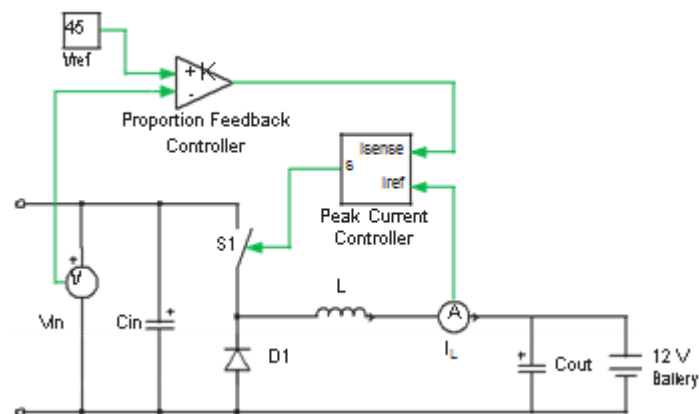 45
Vref
+
K
-
Proportion Feedback
Controller
Isense
s
Iref
Peak Current
Controller
S1
L
+
V
Vin
Cin
+
D1
A
IL
+
Cout
+
12 V
Battery